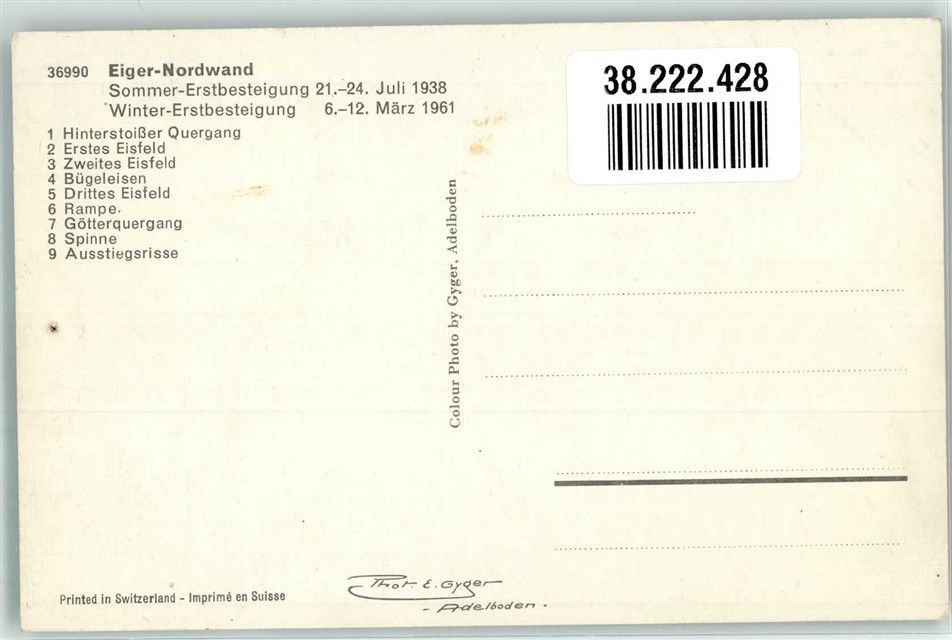 36990 Eiger-Nordwand
Sommer-Erstbesteigung 21.–24. Juli 1938
Winter-Erstbesteigung 6.–12. März 1961
1 Hinterstoißer Quergang
2 Erstes Eisfeld
3 Zweites Eisfeld
4 Bügeleisen
5 Drittes Eisfeld
6 Rampe
7 Götterquergang
8 Spinne
9 Ausstiegsrisse
38.222.428
Colour Photo by Gyger, Adelboden
Printed in Switzerland - Imprimé en Suisse
Phot. E. Gyger
- Adelboden -